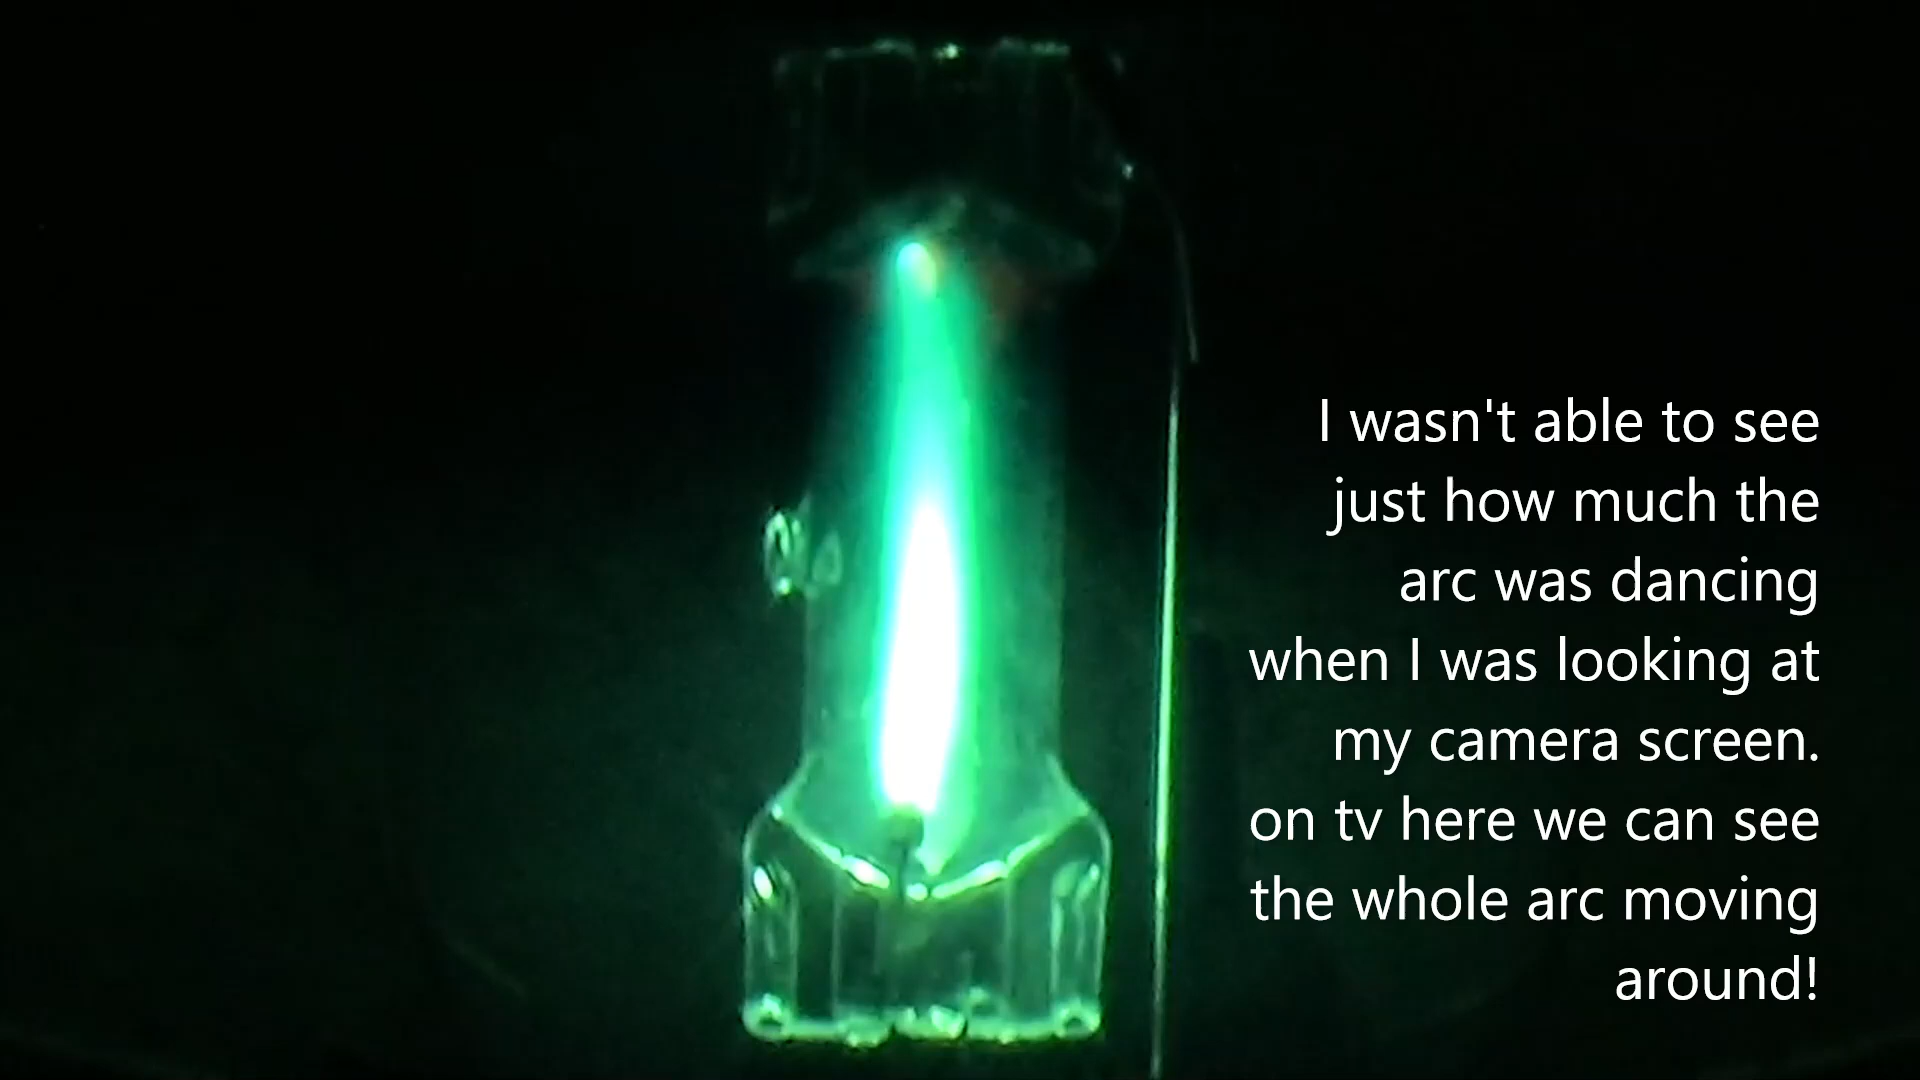 I wasn't able to see
just how much the
arc was dancing
when I was looking at
my camera screen.
on tv here we can see
the whole arc moving
around!